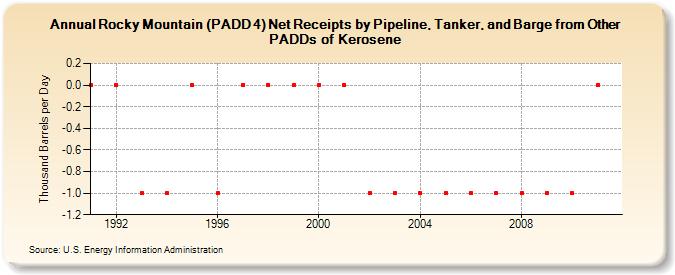 Annual Rocky Mountain (PADD 4) Net Receipts by Pipeline, Tanker, and Barge from Other
PADDs of Kerosene
Thousand Barrels per Day
0.2
0.0
-0.2
-0.4
-0.6
-0.8
-1.0
-1.2
1992 1996 2000 2004 2008
Source: U.S. Energy Information Administration